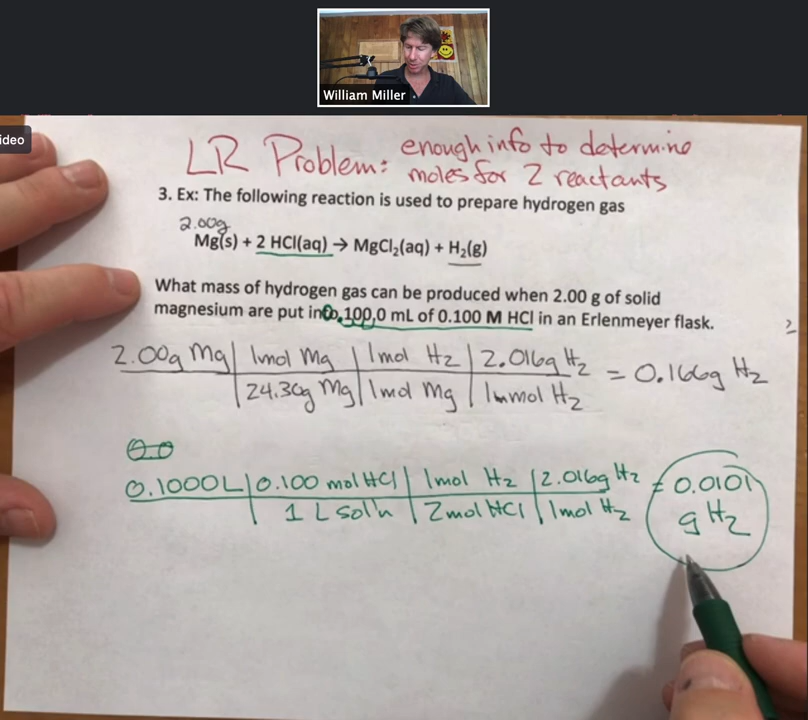 William Miller
ideo
LR Problem: enough info to determine
moles for 2 reactants
3. Ex: The following reaction is used to prepare hydrogen gas
2.00g
Mg(s) + 2 HCl(aq) → MgCl₂(aq) + H₂(g)
What mass of hydrogen gas can be produced when 2.00 g of solid
magnesium are put into 100.0 mL of 0.100 M HCl in an Erlenmeyer flask.
2.00g Mg | 1mol Mg | 1mol H₂ | 2.016g H₂ = 0.166g H₂
24.30g Mg | 1mol Mg | 1mol H₂
0.1000L | 0.100 mol HCl | 1mol H₂ | 2.016g H₂ = 0.0101
1 L sol'n | 2mol HCl | 1mol H₂ g H₂